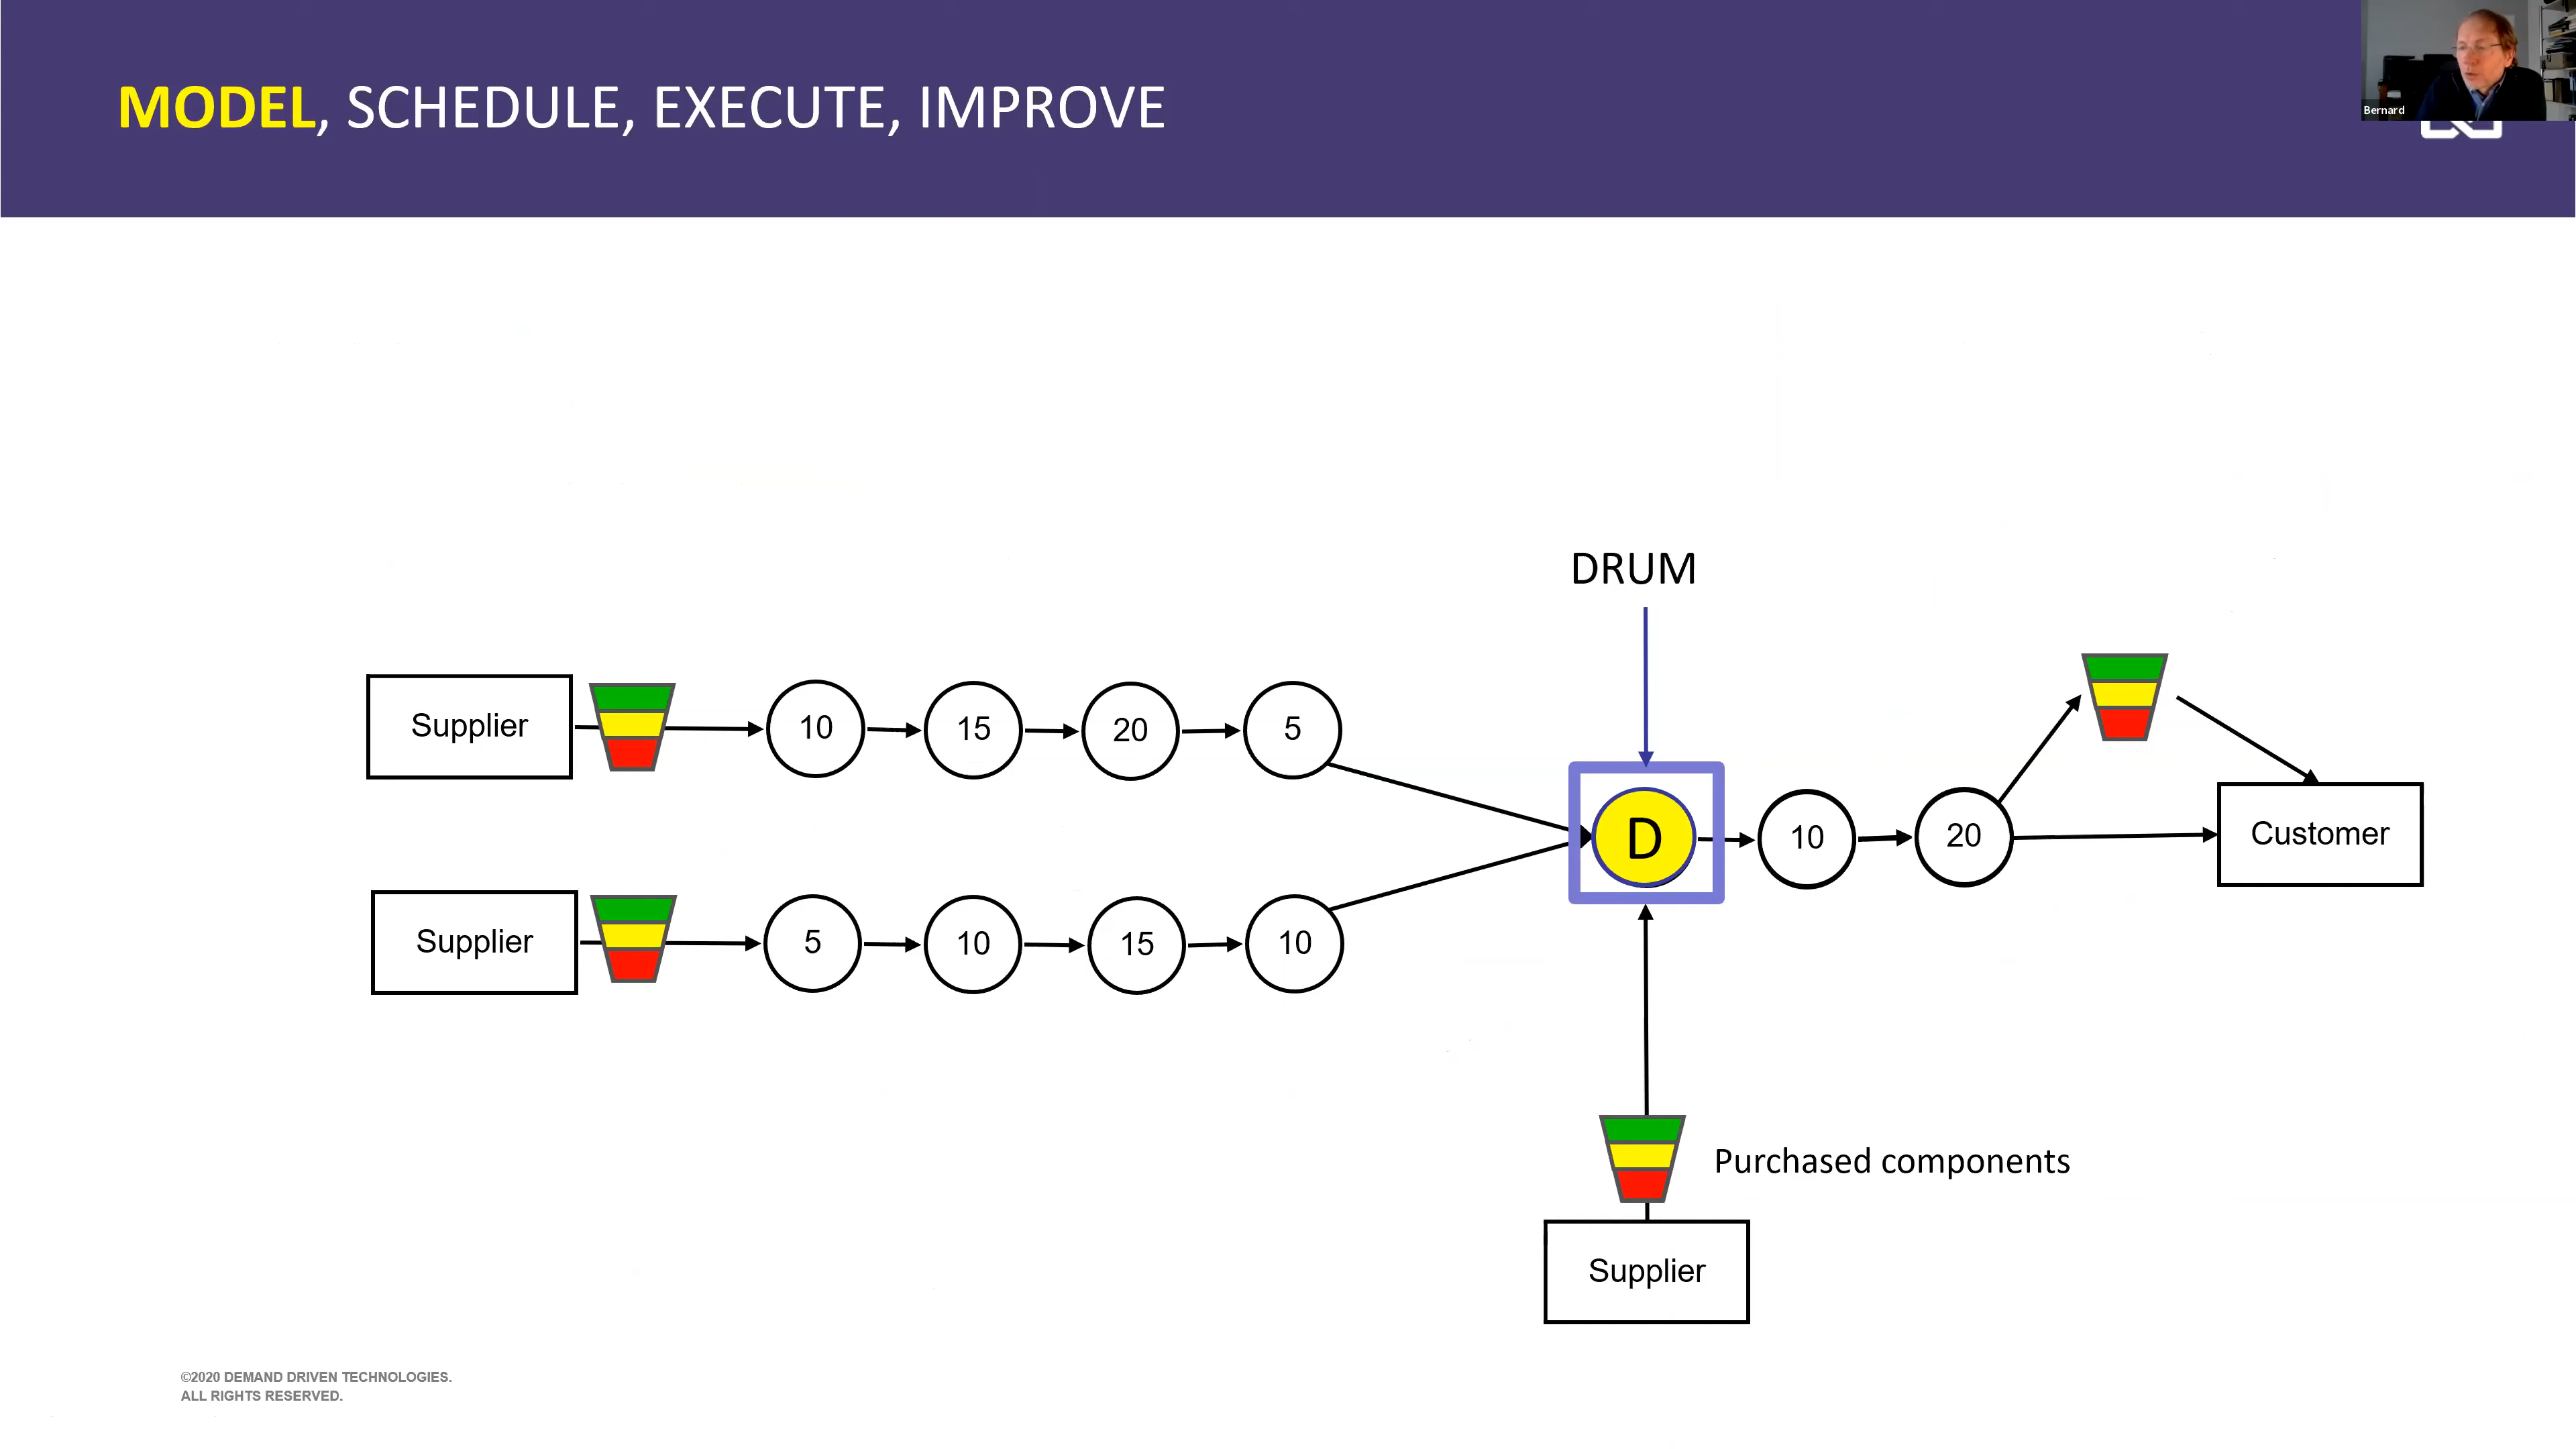 MODEL, SCHEDULE, EXECUTE, IMPROVE
Bernard
DRUM
Supplier
10
15
20
5
D
10
20
Customer
Supplier
5
10
15
10
Purchased components
Supplier
©2020 DEMAND DRIVEN TECHNOLOGIES.
ALL RIGHTS RESERVED.